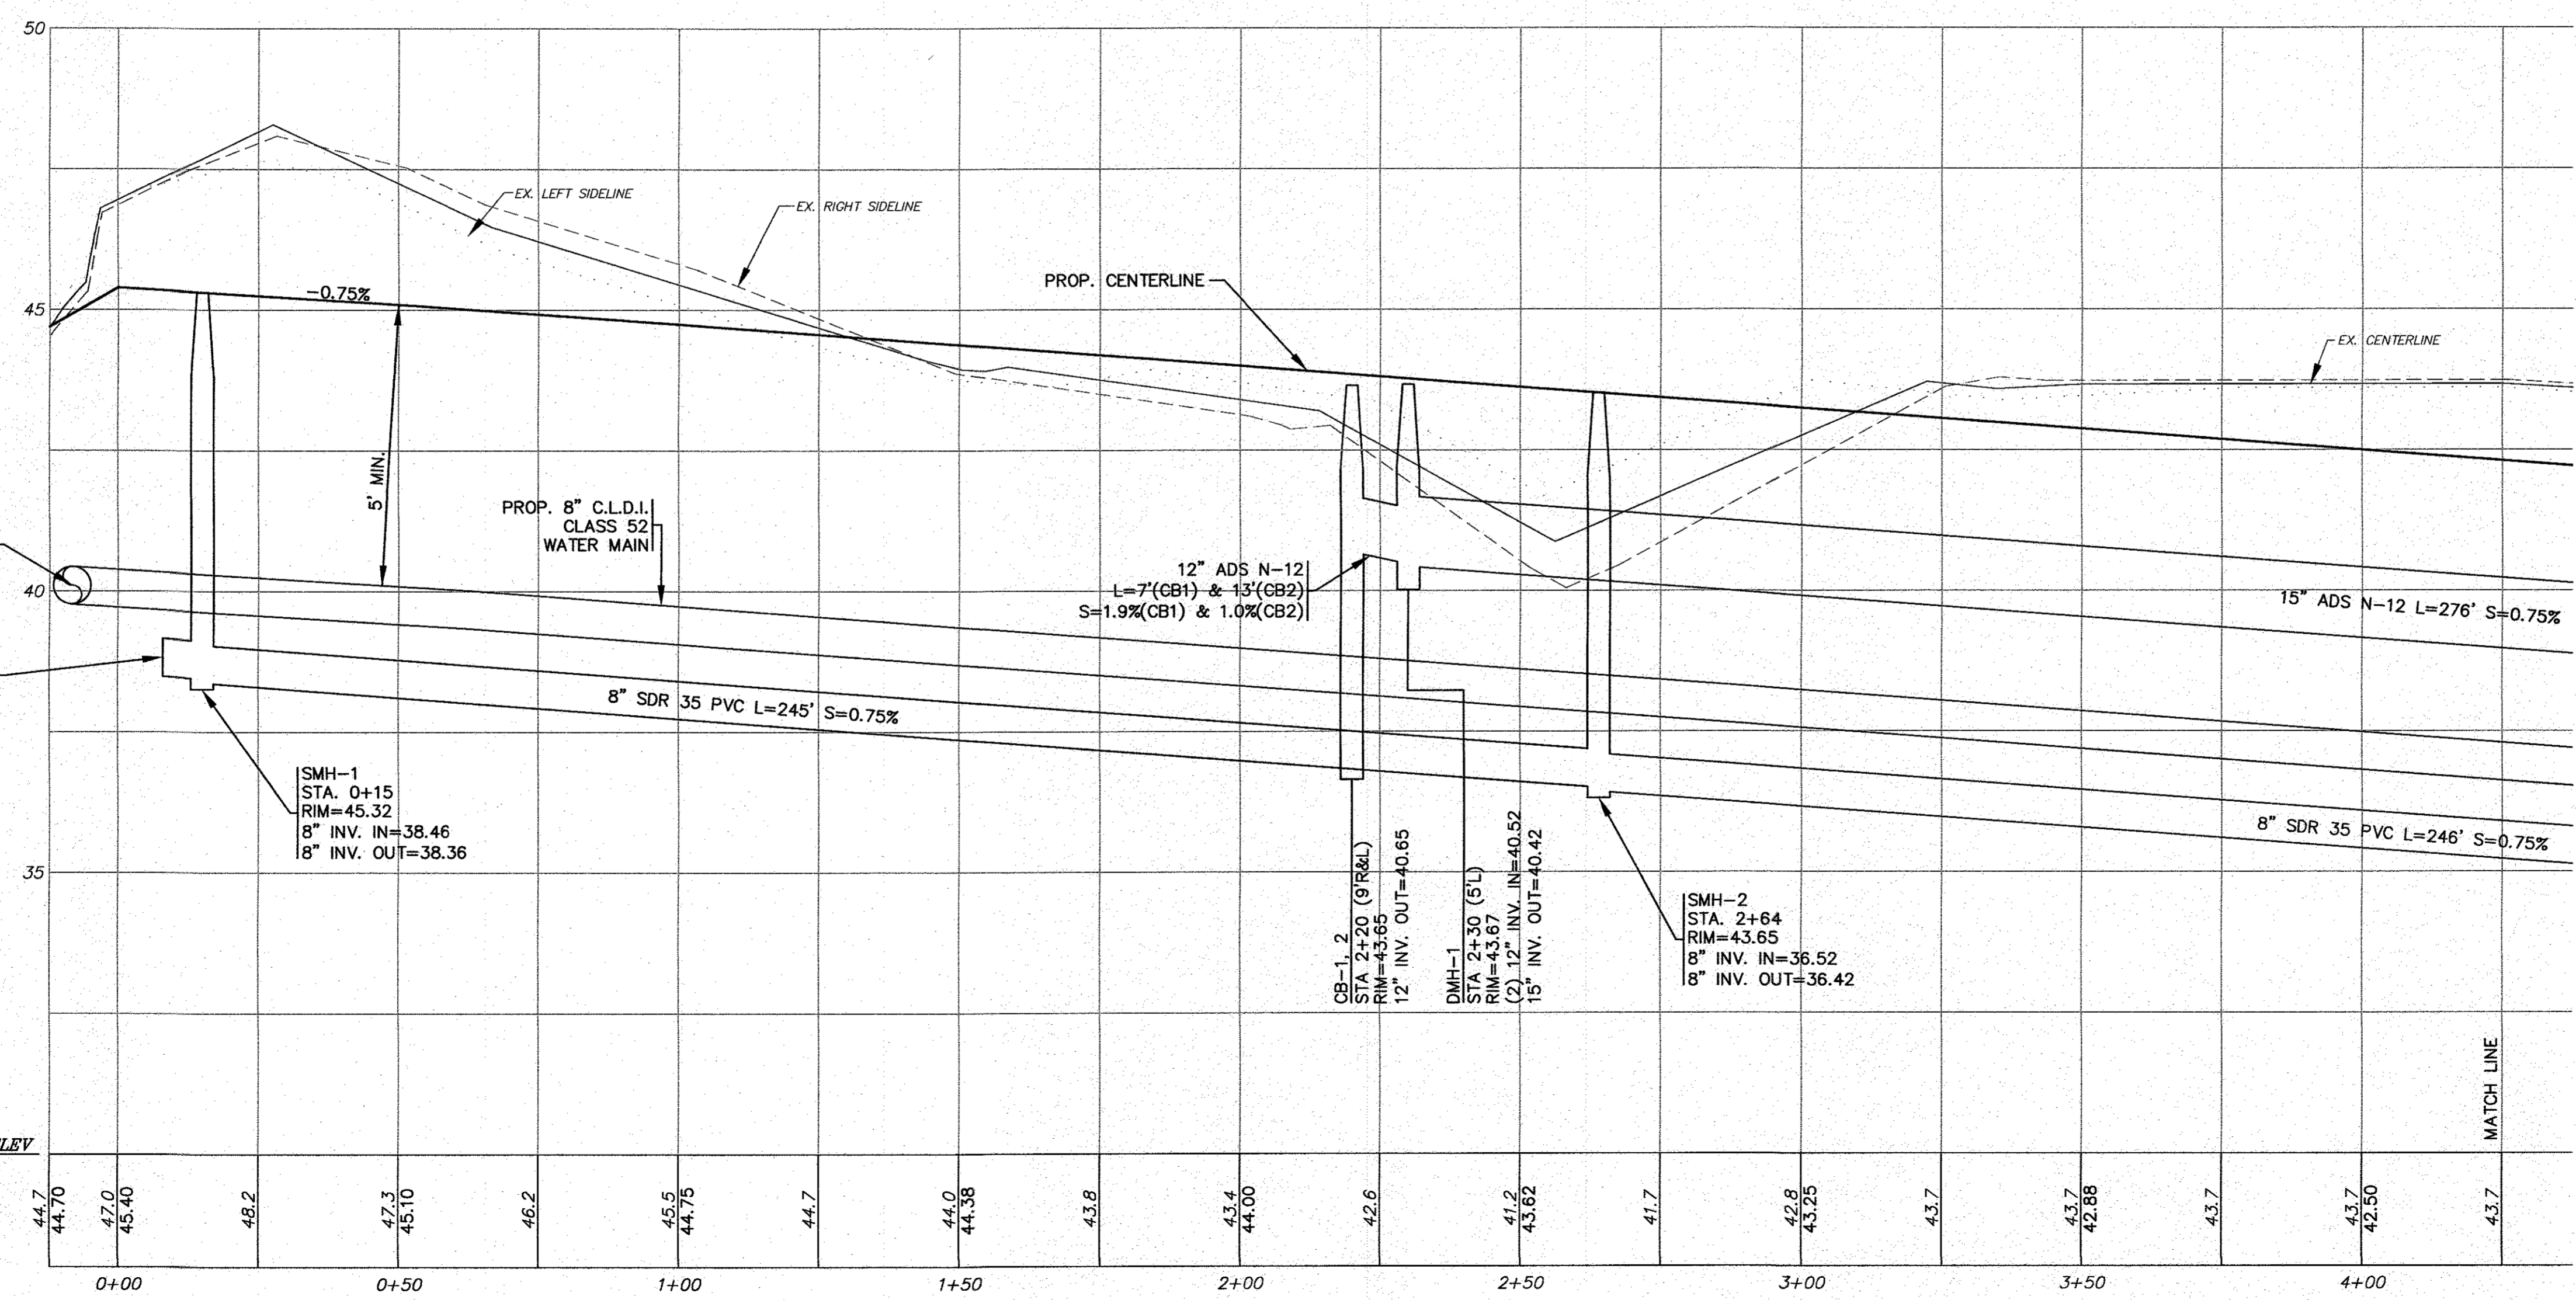 50
EX. LEFT SIDELINE
EX. RIGHT SIDELINE
PROP. CENTERLINE
-0.75%
45
EX. CENTERLINE
5' MIN.
PROP. 8" C.L.D.I.
CLASS 52
WATER MAIN
12" ADS N-12
L=7'(CB1) & 13'(CB2)
S=1.9%(CB1) & 1.0%(CB2)
40
15" ADS N-12 L=276' S=0.75%
8" SDR 35 PVC L=245' S=0.75%
SMH-1
STA. 0+15
RIM=45.32
8" INV. IN=38.46
8" INV. OUT=38.36
8" SDR 35 PVC L=246' S=0.75%
35
CB-1, 2
STA 2+20 (9'R&L)
RIM=43.65
12" INV. OUT=40.65
DMH-1
STA 2+30 (5'L)
RIM=43.67
(2) 12" INV. IN=40.52
15" INV. OUT=40.42
SMH-2
STA. 2+64
RIM=43.65
8" INV. IN=36.52
8" INV. OUT=36.42
MATCH LINE
LEV
44.7
44.70
47.0
45.40
48.2
47.3
45.10
46.2
45.5
44.75
44.7
44.0
44.38
43.8
43.4
44.00
42.6
41.2
43.62
41.7
42.8
43.25
43.7
43.7
42.88
43.7
43.7
42.50
43.7
0+00
0+50
1+00
1+50
2+00
2+50
3+00
3+50
4+00